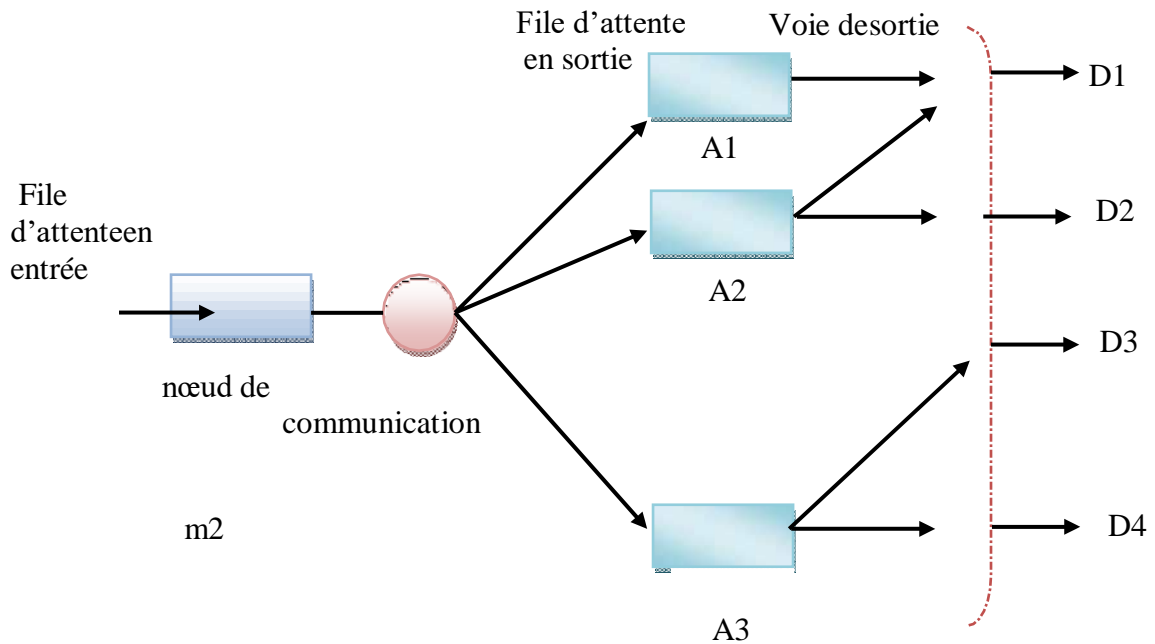 File d'attente
en sortie
Voie desortie
D1
A1
File
d'attenteen
entrée
D2
A2
D3
nœud de
communication
m2
D4
A3